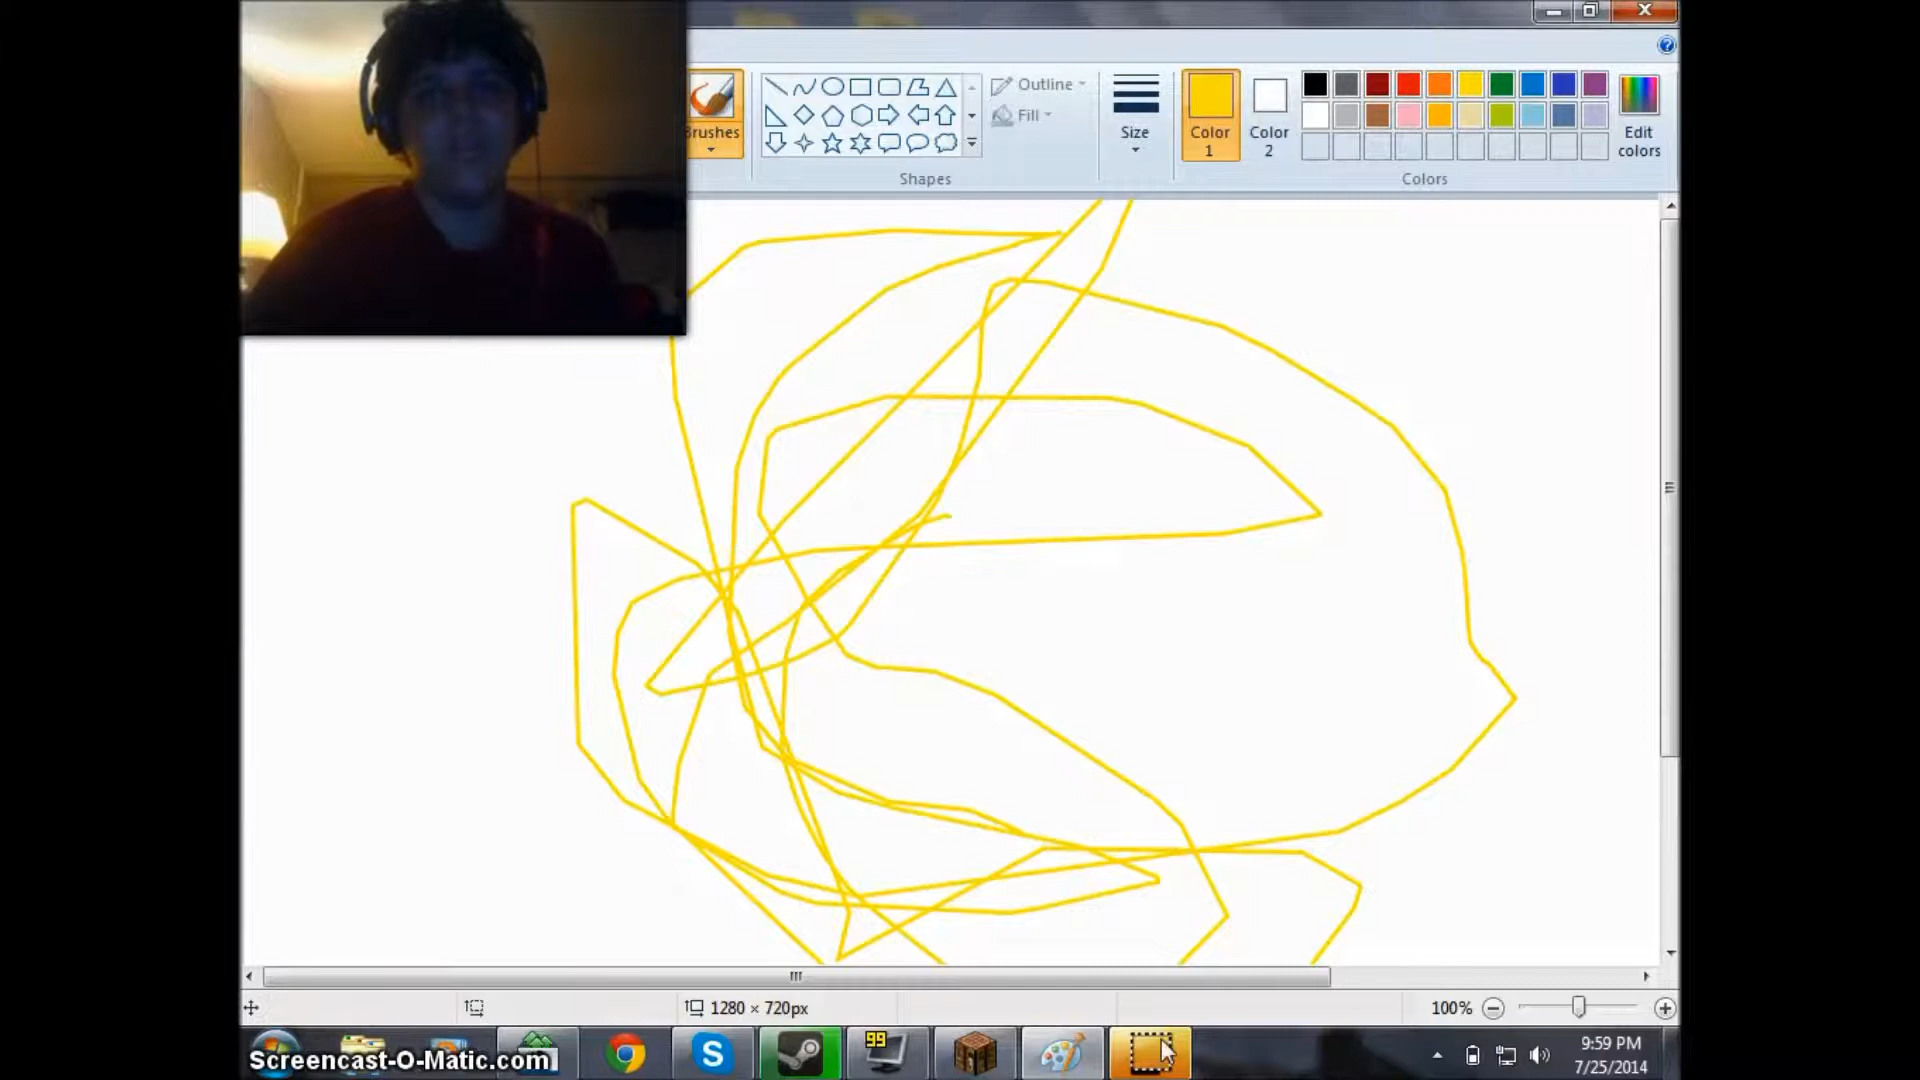 Brushes
Outline
Fill
Shapes
Size
Color
1
Color
2
Edit
colors
Colors
1280 × 720px
100%
99
Screencast-O-Matic.com
9:59 PM
7/25/2014